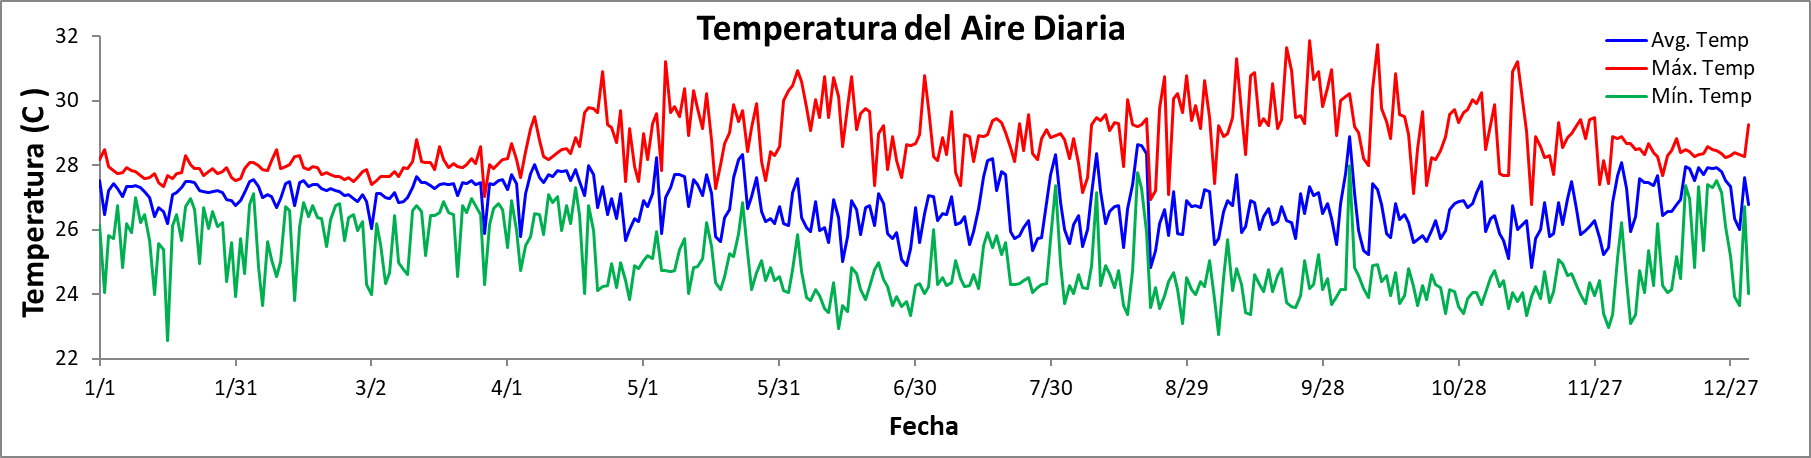 Temperatura del Aire Diaria
Avg. Temp
Máx. Temp
Mín. Temp
Temperatura (C )
32
30
28
26
24
22
1/1 1/31 3/2 4/1 5/1 5/31 6/30 7/30 8/29 9/28 10/28 11/27 12/27
Fecha